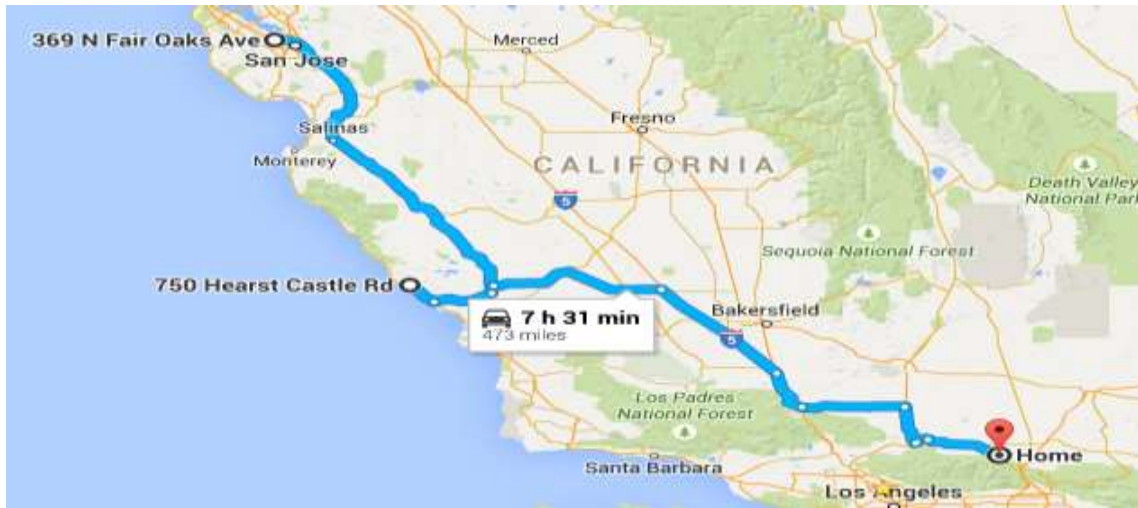 369 N Fair Oaks Ave
San Jose
Merced
Salinas
Monterey
Fresno
CALIFORNIA
5
Death Valley
National Park
Sequoia National Forest
750 Hearst Castle Rd
7 h 31 min
473 miles
Bakersfield
5
Los Padres
National Forest
Santa Barbara
Home
Los Angeles